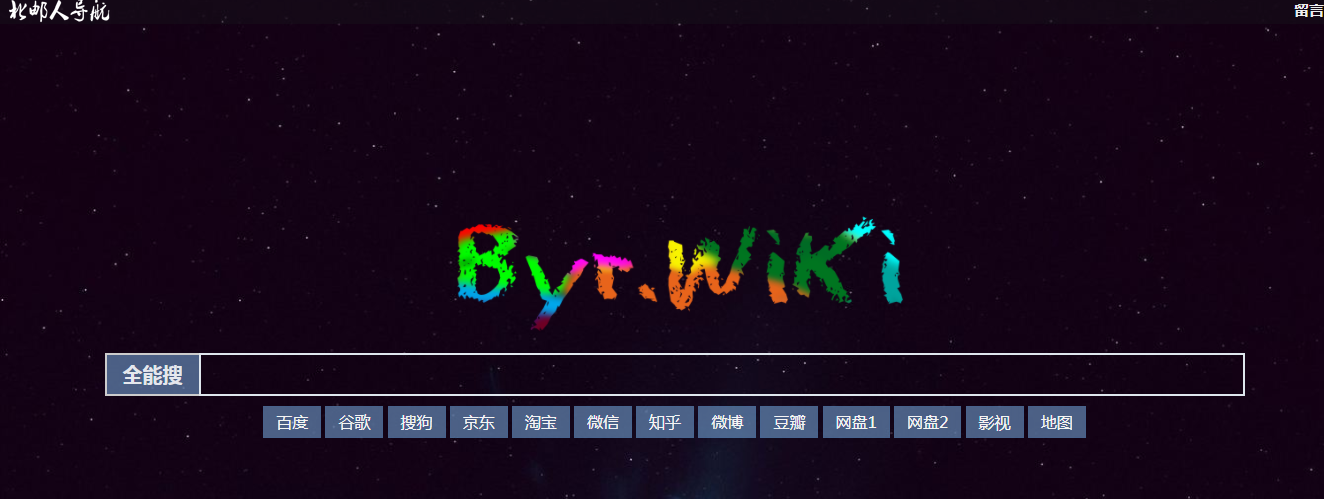 北邮人导航
留言
Byr.WiKi
全能搜
百度 谷歌 搜狗 京东 淘宝 微信 知乎 微博 豆瓣 网盘1 网盘2 影视 地图